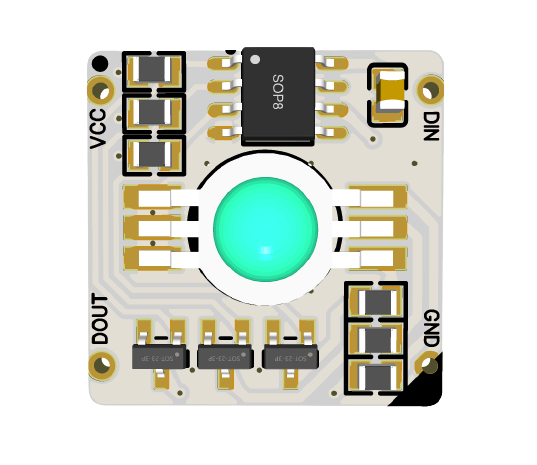 SOP8
VCC
DIN
DOUT
GND
SOT-23-3P
SOT-23-3P
SOT-23-3P